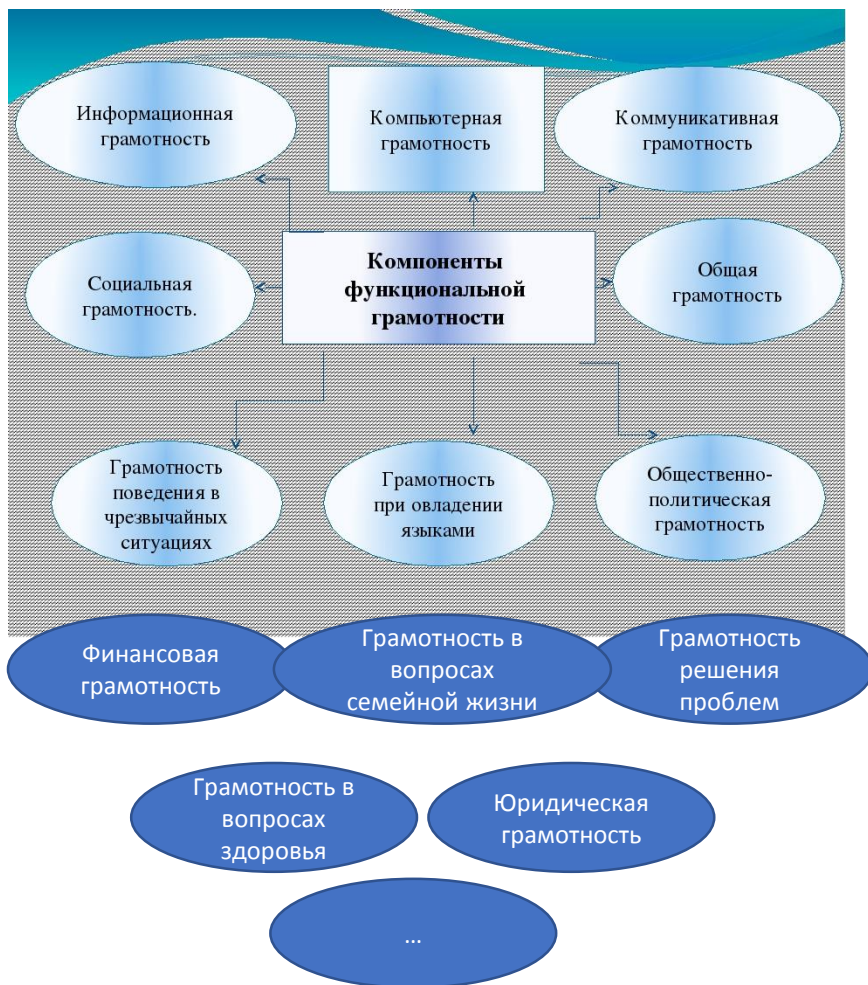 Информационная
грамотность
Компьютерная
грамотность
Коммуникативная
грамотность
Социальная
грамотность.
Компоненты
функциональной
грамотности
Общая
грамотность
Грамотность
поведения в
чрезвычайных
ситуациях
Грамотность
при овладении
языками
Общественно-
политическая
грамотность
Финансовая
грамотность
Грамотность в
вопросах
семейной жизни
Грамотность
решения
проблем
Грамотность в
вопросах
здоровья
Юридическая
грамотность
...